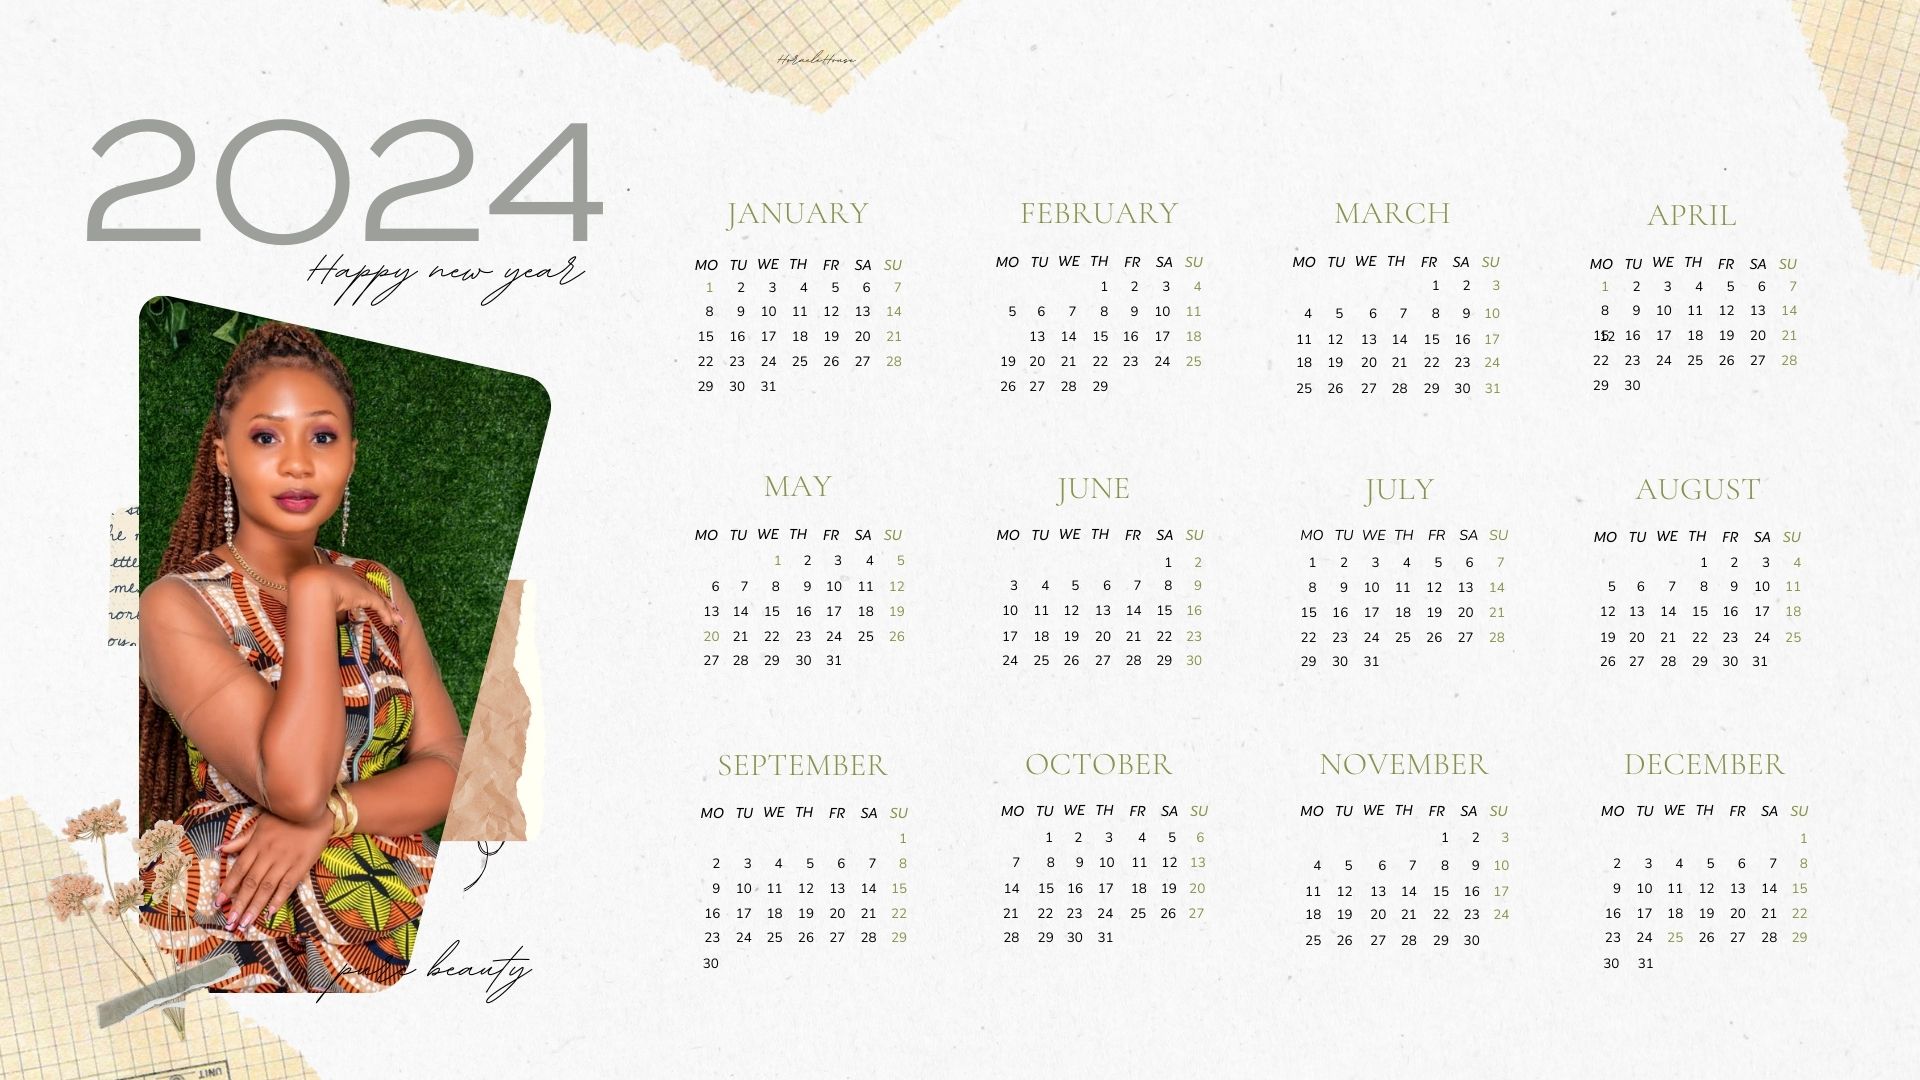 HoraeleHouse
2024
Happy new year
JANUARY
MO TU WE TH FR SA SU
1 2 3 4 5 6 7
8 9 10 11 12 13 14
15 16 17 18 19 20 21
22 23 24 25 26 27 28
29 30 31
FEBRUARY
MO TU WE TH FR SA SU
1 2 3 4
5 6 7 8 9 10 11
13 14 15 16 17 18
19 20 21 22 23 24 25
26 27 28 29
MARCH
MO TU WE TH FR SA SU
1 2 3
4 5 6 7 8 9 10
11 12 13 14 15 16 17
18 19 20 21 22 23 24
25 26 27 28 29 30 31
APRIL
MO TU WE TH FR SA SU
1 2 3 4 5 6 7
8 9 10 11 12 13 14
15 12 16 17 18 19 20 21
22 23 24 25 26 27 28
29 30
MAY
MO TU WE TH FR SA SU
1 2 3 4 5
6 7 8 9 10 11 12
13 14 15 16 17 18 19
20 21 22 23 24 25 26
27 28 29 30 31
JUNE
MO TU WE TH FR SA SU
1 2
3 4 5 6 7 8 9
10 11 12 13 14 15 16
17 18 19 20 21 22 23
24 25 26 27 28 29 30
JULY
MO TU WE TH FR SA SU
1 2 3 4 5 6 7
8 9 10 11 12 13 14
15 16 17 18 19 20 21
22 23 24 25 26 27 28
29 30 31
AUGUST
MO TU WE TH FR SA SU
1 2 3 4
5 6 7 8 9 10 11
12 13 14 15 16 17 18
19 20 21 22 23 24 25
26 27 28 29 30 31
SEPTEMBER
MO TU WE TH FR SA SU
1
2 3 4 5 6 7 8
9 10 11 12 13 14 15
16 17 18 19 20 21 22
23 24 25 26 27 28 29
30
OCTOBER
MO TU WE TH FR SA SU
1 2 3 4 5 6
7 8 9 10 11 12 13
14 15 16 17 18 19 20
21 22 23 24 25 26 27
28 29 30 31
NOVEMBER
MO TU WE TH FR SA SU
1 2 3
4 5 6 7 8 9 10
11 12 13 14 15 16 17
18 19 20 21 22 23 24
25 26 27 28 29 30
DECEMBER
MO TU WE TH FR SA SU
1
2 3 4 5 6 7 8
9 10 11 12 13 14 15
16 17 18 19 20 21 22
23 24 25 26 27 28 29
30 31
pure beauty
UNIT